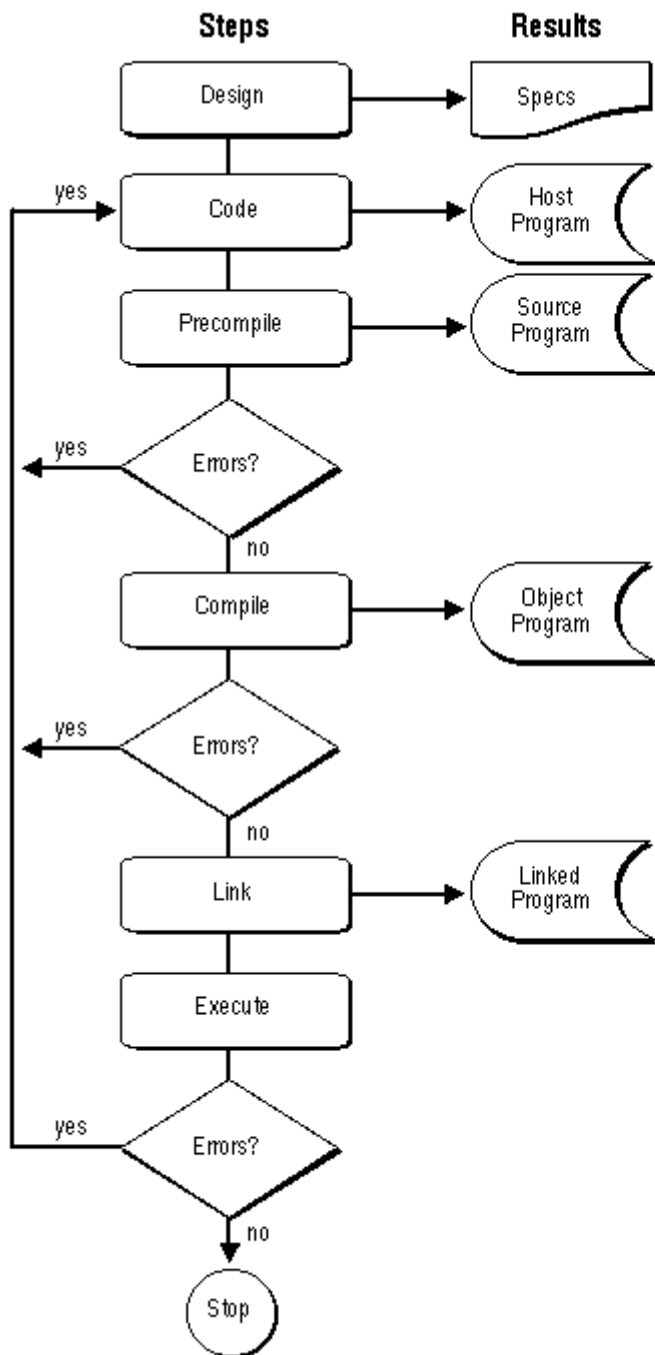 Steps Results
Design Specs
yes
Code Host
Program
Precompile Source
Program
yes
Errors?
no
Compile Object
Program
yes
Errors?
no
Link Linked
Program
Execute
yes
Errors?
no
Stop